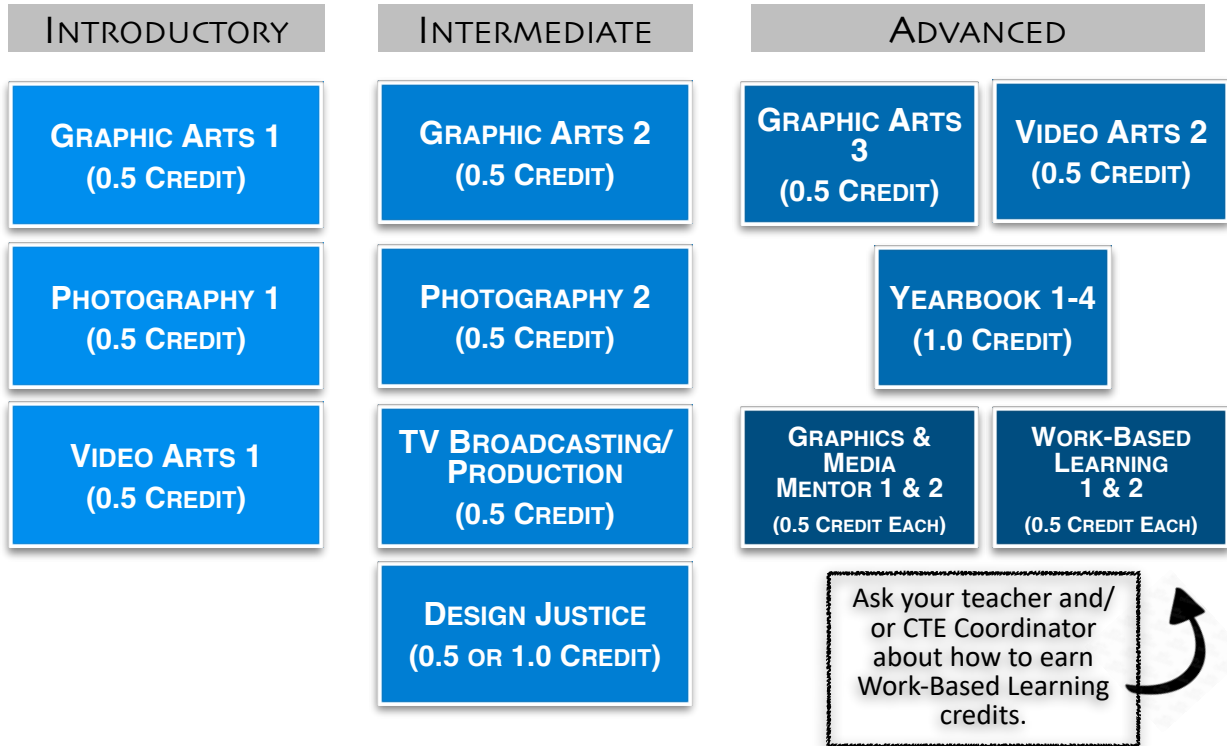 INTRODUCTORY
INTERMEDIATE
ADVANCED
GRAPHIC ARTS 1
(0.5 CREDIT)
PHOTOGRAPHY 1
(0.5 CREDIT)
VIDEO ARTS 1
(0.5 CREDIT)
GRAPHIC ARTS 2
(0.5 CREDIT)
PHOTOGRAPHY 2
(0.5 CREDIT)
TV BROADCASTING/
PRODUCTION
(0.5 CREDIT)
DESIGN JUSTICE
(0.5 OR 1.0 CREDIT)
GRAPHIC ARTS
3
(0.5 CREDIT)
VIDEO ARTS 2
(0.5 CREDIT)
YEARBOOK 1-4
(1.0 CREDIT)
GRAPHICS &
MEDIA
MENTOR 1 & 2
(0.5 CREDIT EACH)
WORK-BASED
LEARNING
1 & 2
(0.5 CREDIT EACH)
Ask your teacher and/
or CTE Coordinator
about how to earn
Work-Based Learning
credits.